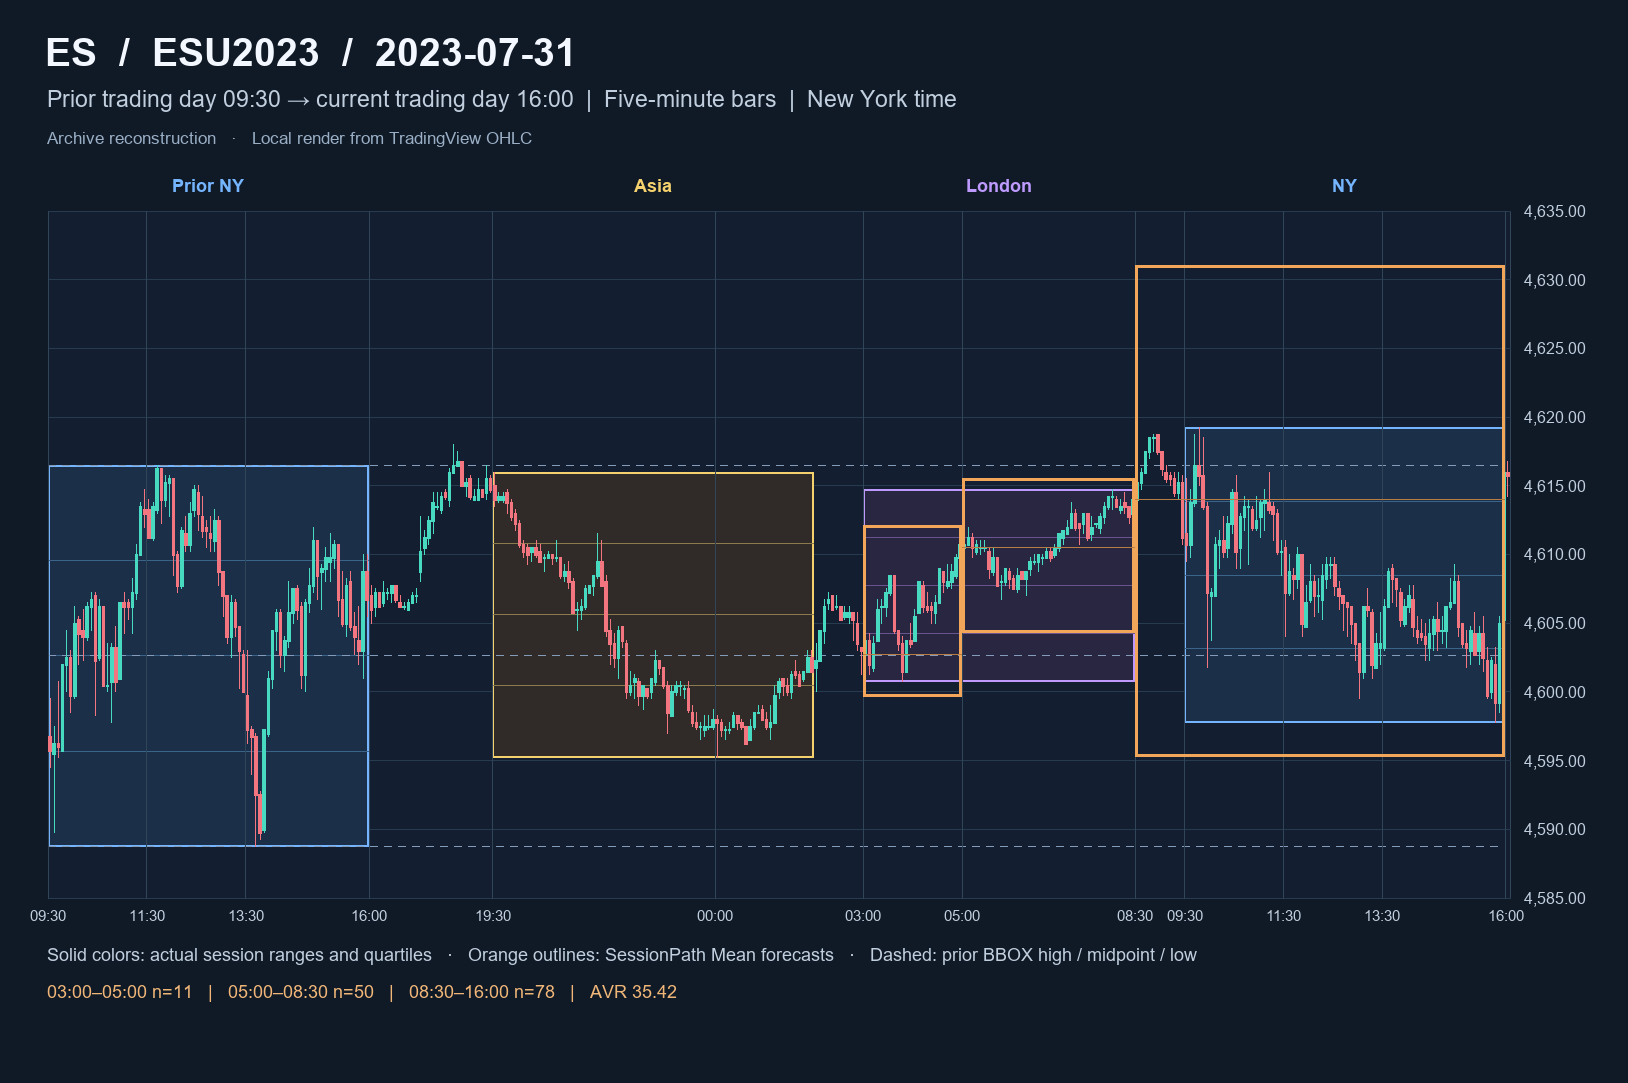 ES / ESU2023 / 2023-07-31
Prior trading day 09:30 → current trading day 16:00 | Five-minute bars | New York time
Archive reconstruction · Local render from TradingView OHLC
Prior NY Asia London NY
4,635.00
4,630.00
4,625.00
4,620.00
4,615.00
4,610.00
4,605.00
4,600.00
4,595.00
4,590.00
4,585.00
09:30 11:30 13:30 16:00 19:30 00:00 03:00 05:00 08:30 09:30 11:30 13:30 16:00
Solid colors: actual session ranges and quartiles · Orange outlines: SessionPath Mean forecasts · Dashed: prior BBOX high / midpoint / low
03:00–05:00 n=11 | 05:00–08:30 n=50 | 08:30–16:00 n=78 | AVR 35.42